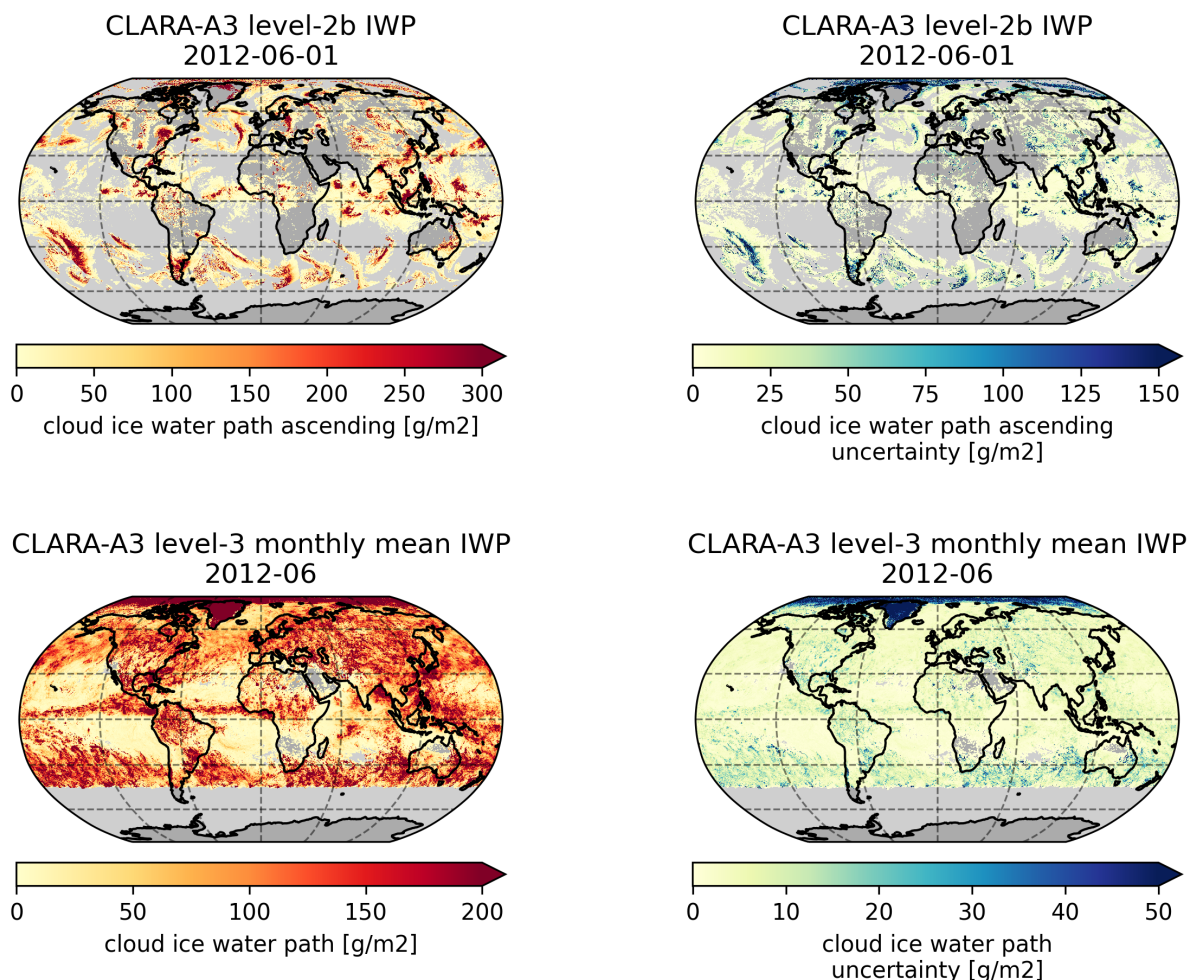 CLARA-A3 level-2b IWP
2012-06-01
0 50 100 150 200 250 300
cloud ice water path ascending [g/m2]
CLARA-A3 level-2b IWP
2012-06-01
0 25 50 75 100 125 150
cloud ice water path ascending
uncertainty [g/m2]
CLARA-A3 level-3 monthly mean IWP
2012-06
0 50 100 150 200
cloud ice water path [g/m2]
CLARA-A3 level-3 monthly mean IWP
2012-06
0 10 20 30 40 50
cloud ice water path
uncertainty [g/m2]